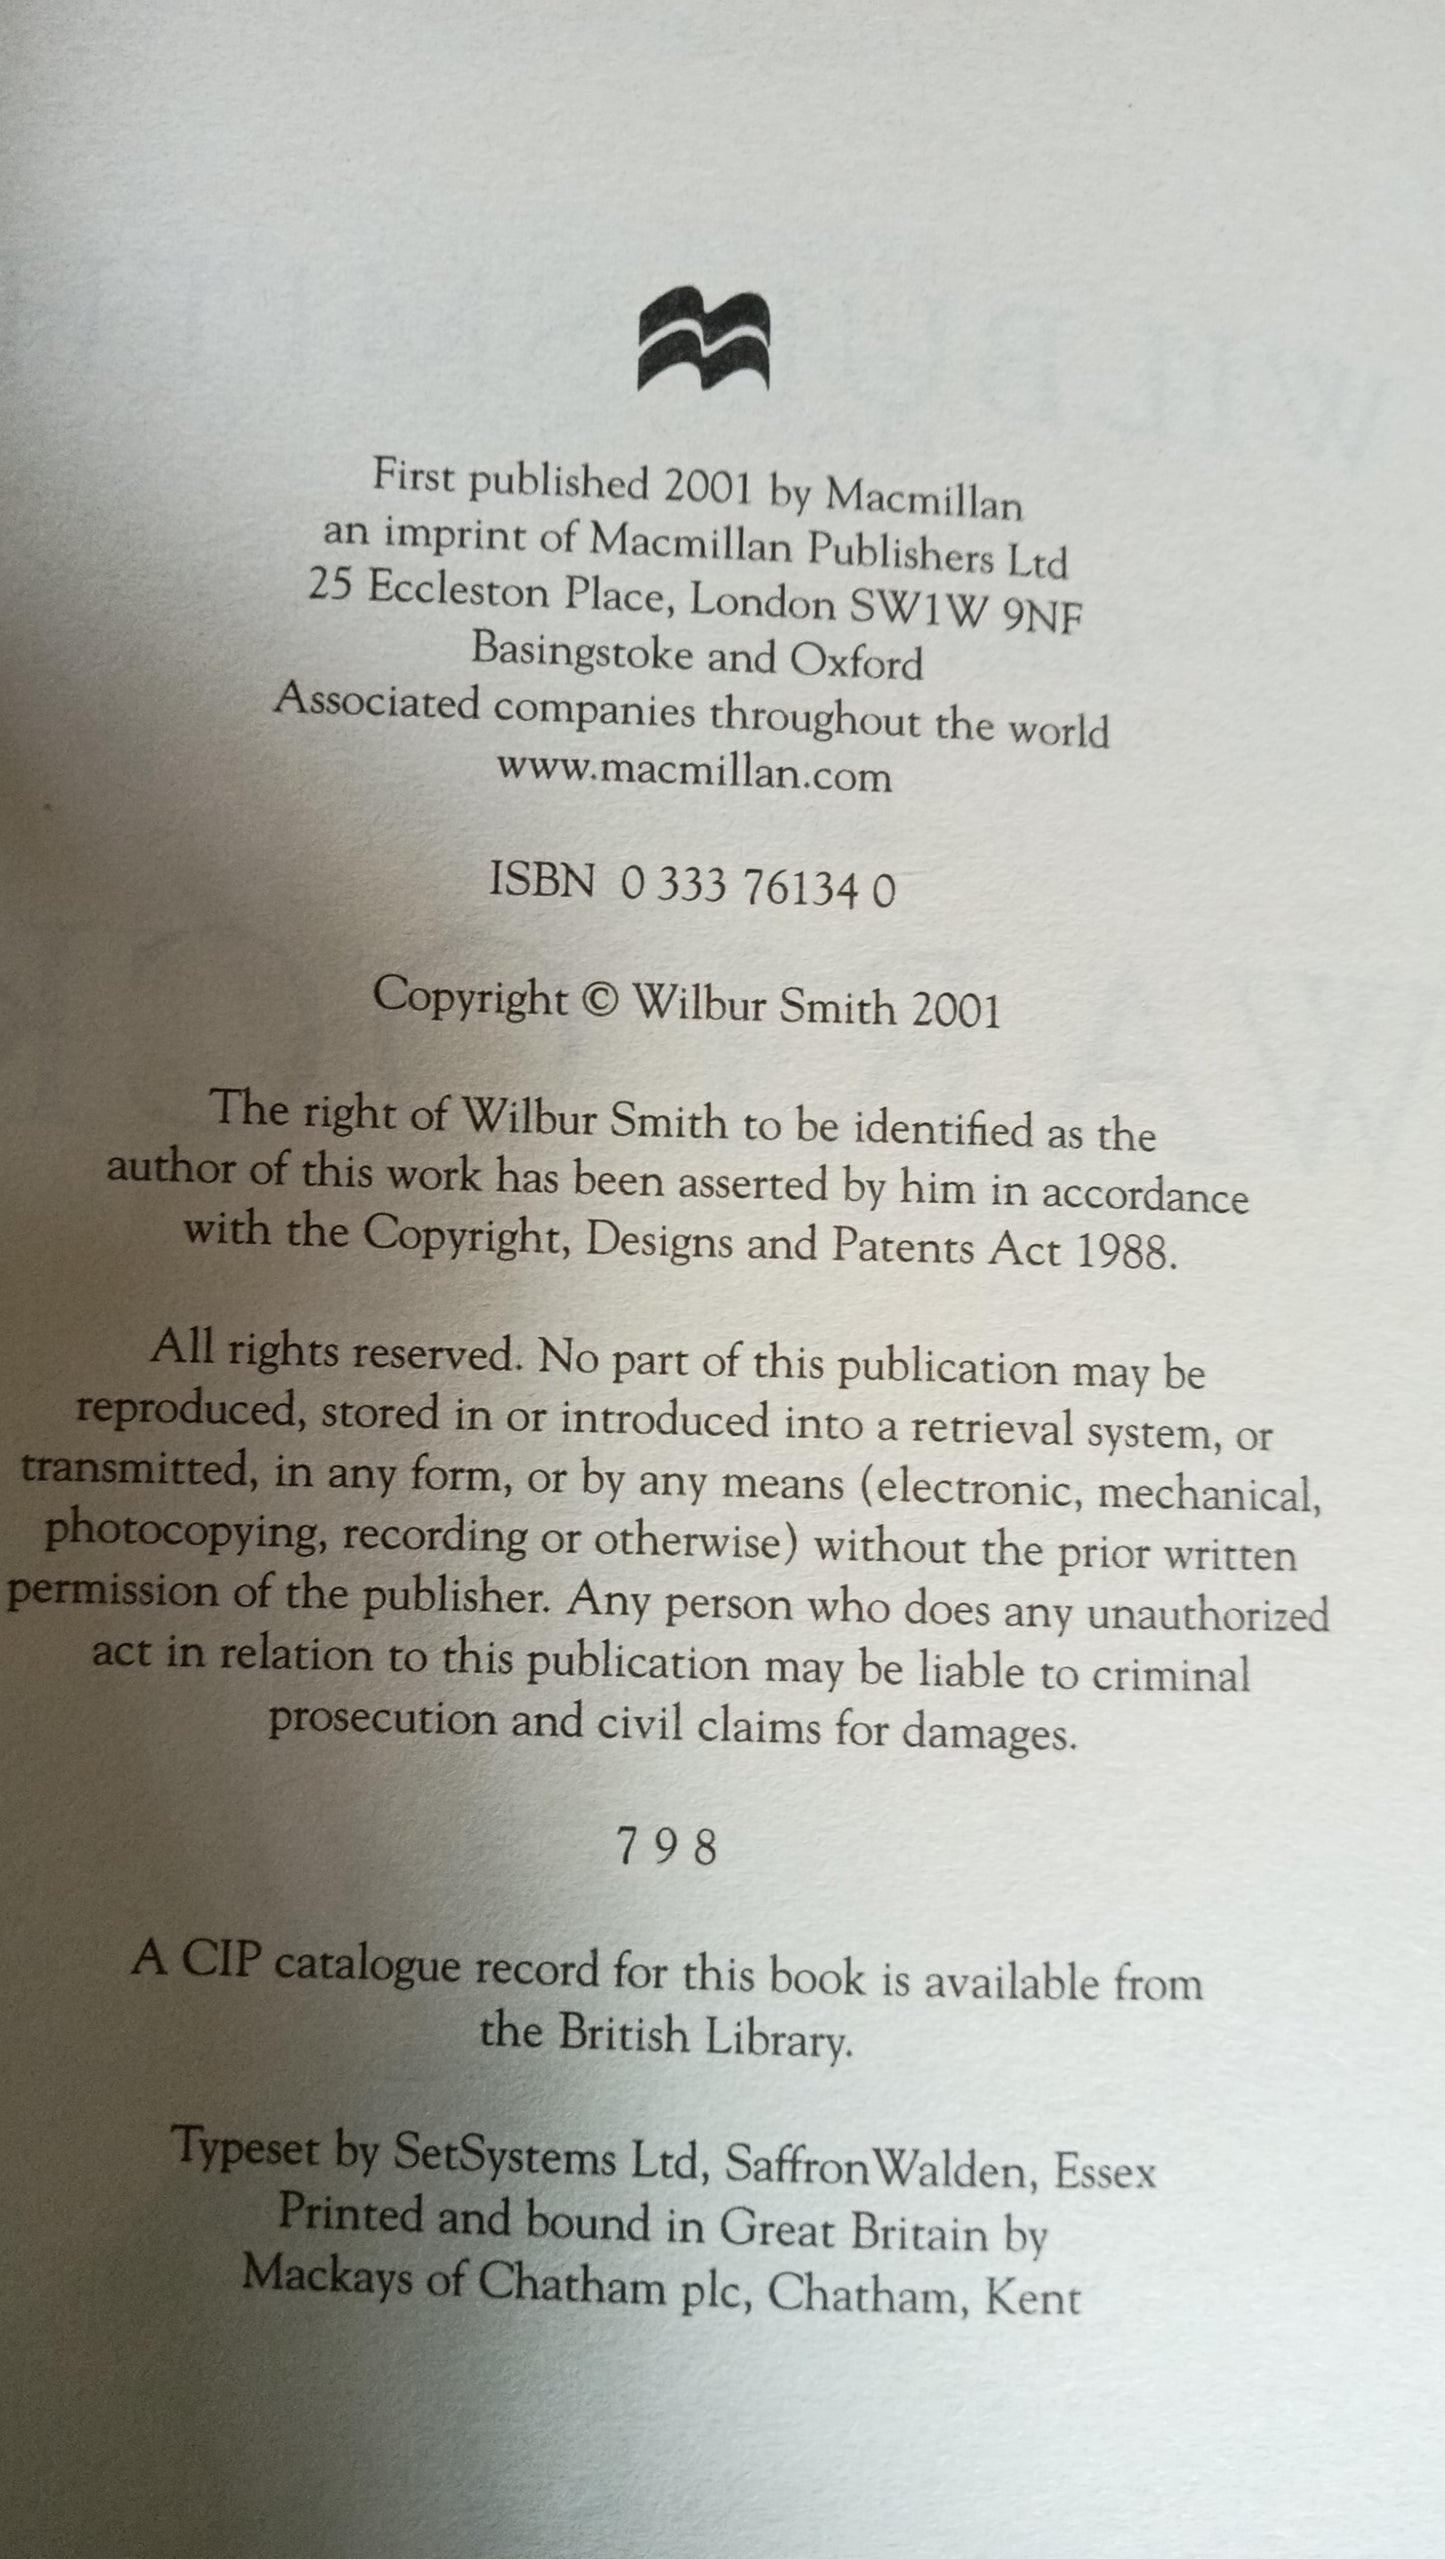 First published 2001 by Macmillan
an imprint of Macmillan Publishers Ltd
25 Eccleston Place, London SW1W 9NF
Basingstoke and Oxford
Associated companies throughout the world
www.macmillan.com
ISBN 0 333 76134 0
Copyright © Wilbur Smith 2001
The right of Wilbur Smith to be identified as the
author of this work has been asserted by him in accordance
with the Copyright, Designs and Patents Act 1988.
All rights reserved. No part of this publication may be
reproduced, stored in or introduced into a retrieval system, or
transmitted, in any form, or by any means (electronic, mechanical,
photocopying, recording or otherwise) without the prior written
permission of the publisher. Any person who does any unauthorized
act in relation to this publication may be liable to criminal
prosecution and civil claims for damages.
7 9 8
A CIP catalogue record for this book is available from
the British Library.
Typeset by SetSystems Ltd, Saffron Walden, Essex
Printed and bound in Great Britain by
Mackays of Chatham plc, Chatham, Kent